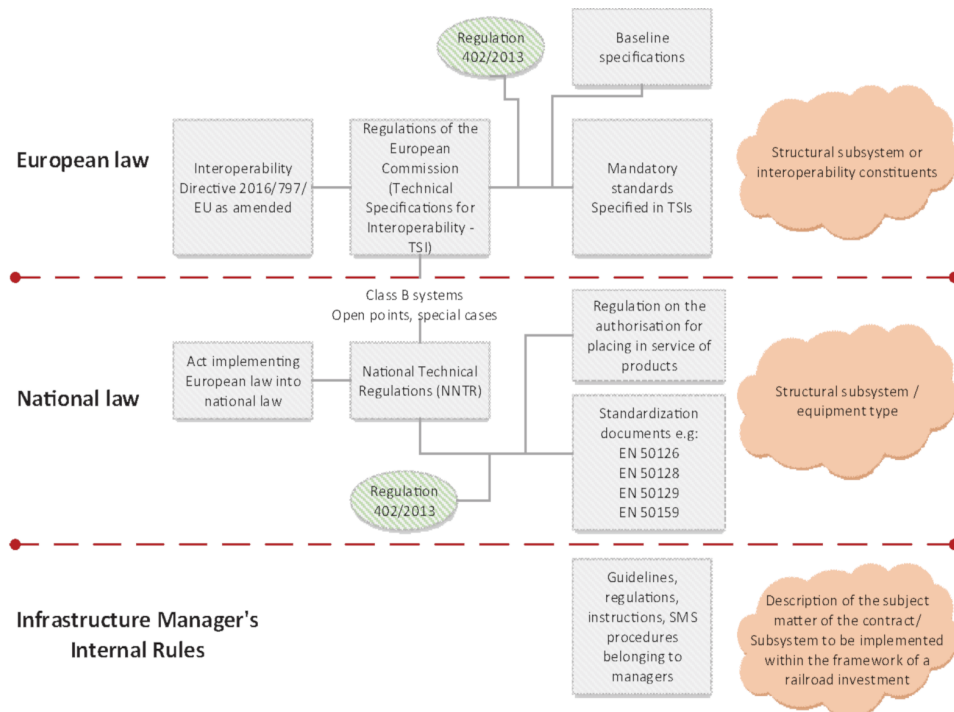 Regulation
402/2013
Baseline
specifications
European law
Interoperability
Directive 2016/797/
EU as amended
Regulations of the
European
Commission
(Technical
Specifications for
Interoperability -
TSI)
Mandatory
standards
Specified in TSIs
Structural subsystem or
interoperability constituents
Class B systems
Open points, special cases
National law
Act implementing
European law into
national law
National Technical
Regulations (NNTR)
Regulation on the
authorisation for
placing in service of
products
Structural subsystem /
equipment type
Regulation
402/2013
Standardization
documents e.g:
EN 50126
EN 50128
EN 50129
EN 50159
Infrastructure Manager's
Internal Rules
Guidelines,
regulations,
instructions, SMS
procedures
belonging to
managers
Description of the subject
matter of the contract/
Subsystem to be implemented
within the framework of a
railroad investment